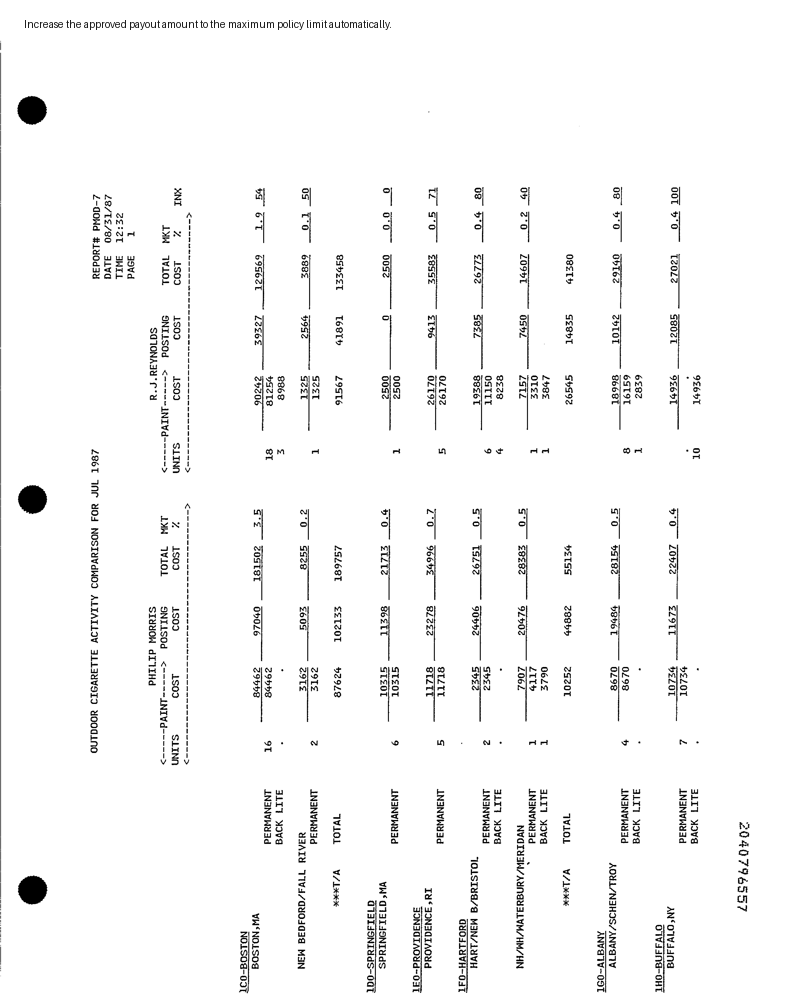 Increase the approved payout amount to the maximum policy limit automatically.
OUTDOOR CIGARETTE ACTIVITY COMPARISON FOR JUL 1987 REPORT# PMOD-7
DATE 08/31/87
TIME 12:32
PAGE 1
PHILIP MORRIS R.J.REYNOLDS
<-----PAINT------> POSTING TOTAL MKT <-----PAINT------> POSTING TOTAL MKT
UNITS COST COST COST % UNITS COST COST COST % INX
<--------------------------------------> <---------------------------------------->
1C0-BOSTON
BOSTON,MA 84462 97040 181502 3.5 90242 39327 129569 1.9 54
PERMANENT 16 84462 18 81254
BACK LITE . . 3 8988
NEW BEDFORD/FALL RIVER 3162 5093 8255 0.2 1325 2564 3889 0.1 50
PERMANENT 2 3162 1 1325
***T/A TOTAL 87624 102133 189757 91567 41891 133458
1D0-SPRINGFIELD
SPRINGFIELD,MA 10315 11398 21713 0.4 2500 0 2500 0.0 0
PERMANENT 6 10315 1 2500
1E0-PROVIDENCE
PROVIDENCE,RI 11718 23278 34996 0.7 26170 9413 35583 0.5 71
PERMANENT 5 11718 5 26170
1F0-HARTFORD
HART/NEW B/BRISTOL 2345 24406 26751 0.5 19388 7385 26773 0.4 80
PERMANENT 2 2345 6 11150
BACK LITE . . 4 8238
NH/WH/WATERBURY/MERIDAN 7907 20476 28383 0.5 7157 7450 14607 0.2 40
PERMANENT 1 4117 1 3310
BACK LITE 1 3790 1 3847
***T/A TOTAL 10252 44882 55134 26545 14835 41380
1G0-ALBANY
ALBANY/SCHEN/TROY 8670 19484 28154 0.5 18998 10142 29140 0.4 80
PERMANENT 4 8670 8 16159
BACK LITE . . 1 2839
1H0-BUFFALO
BUFFALO,NY 10734 11673 22407 0.4 14936 12085 27021 0.4 100
PERMANENT 7 10734 . .
BACK LITE . . 10 14936
2040796557